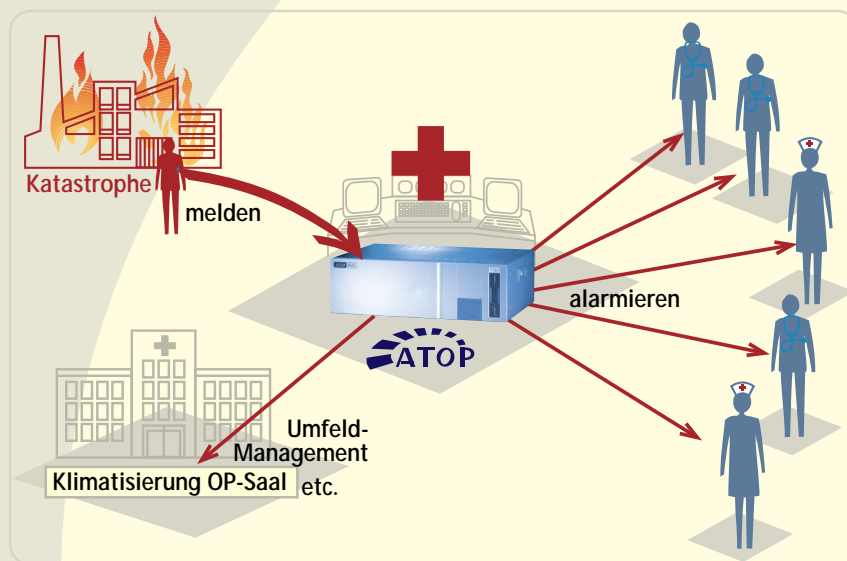 Katastrophe
melden
alarmieren
ATOP
Umfeld-
Management
Klimatisierung OP-Saal etc.